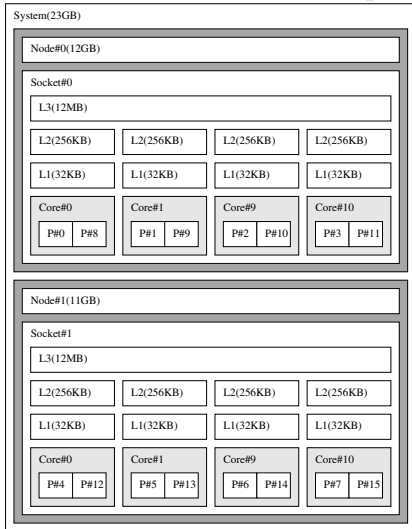 System(23GB)
Node#0(12GB)
Socket#0
L3(12MB)
L2(256KB) L2(256KB) L2(256KB) L2(256KB)
L1(32KB) L1(32KB) L1(32KB) L1(32KB)
Core#0 Core#1 Core#9 Core#10
P#0 P#8 P#1 P#9 P#2 P#10 P#3 P#11
Node#1(11GB)
Socket#1
L3(12MB)
L2(256KB) L2(256KB) L2(256KB) L2(256KB)
L1(32KB) L1(32KB) L1(32KB) L1(32KB)
Core#0 Core#1 Core#9 Core#10
P#4 P#12 P#5 P#13 P#6 P#14 P#7 P#15